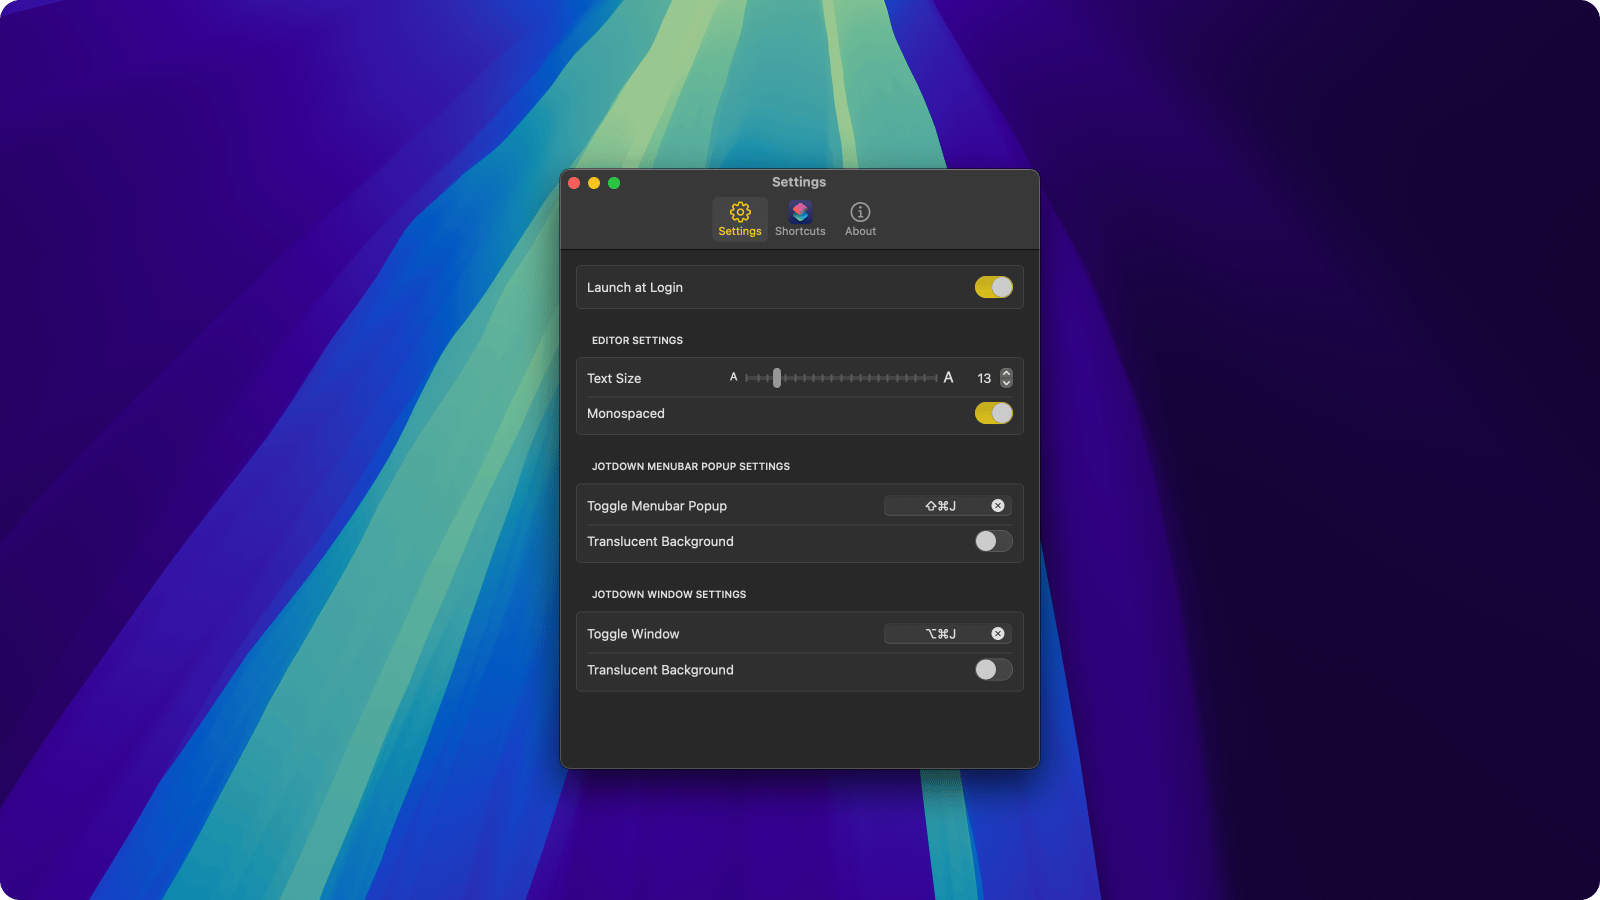 Settings
Settings Shortcuts About
Launch at Login
EDITOR SETTINGS
Text Size A A 13
Monospaced
JOTDOWN MENUBAR POPUP SETTINGS
Toggle Menubar Popup ⇧⌘J
Translucent Background
JOTDOWN WINDOW SETTINGS
Toggle Window ⌥⌘J
Translucent Background